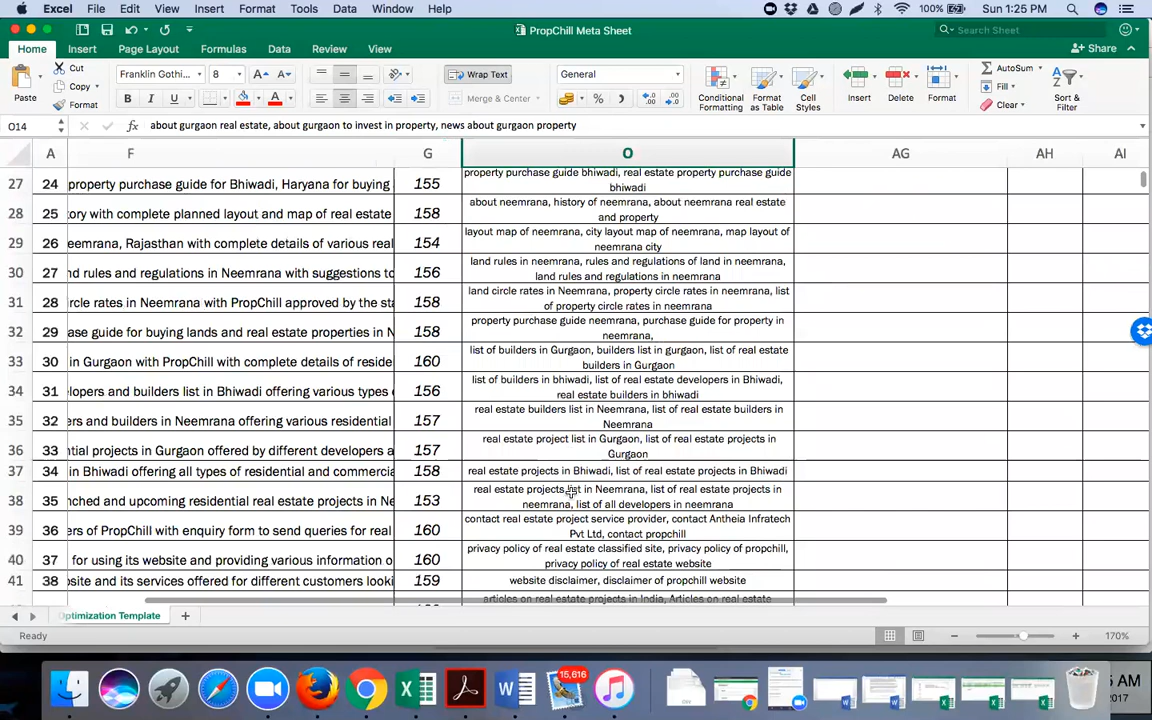 Excel File Edit View Insert Format Tools Data Window Help 100% Sun 1:25 PM
PropChill Meta Sheet
Search Sheet
Home Insert Page Layout Formulas Data Review View Share
Paste
Cut
Copy
Format
Franklin Gothi... 8
A A
B I U
Wrap Text
Merge & Center
General
%
Conditional Formatting
Format as Table
Cell Styles
Insert
Delete
Format
AutoSum
Fill
Clear
Sort & Filter
O14 fx about gurgaon real estate, about gurgaon to invest in property, news about gurgaon property
A F G O AG AH AI
27 24 property purchase guide for Bhiwadi, Haryana for buying 155 property purchase guide bhiwadi, real estate property purchase guide
bhiwadi
28 25 tory with complete planned layout and map of real estate 158 about neemrana, history of neemrana, about neemrana real estate
and property
29 26 eemrana, Rajasthan with complete details of various real 154 layout map of neemrana, city layout map of neemrana, map layout of
neemrana city
30 27 nd rules and regulations in Neemrana with suggestions to 156 land rules in neemrana, rules and regulations of land in neemrana,
land rules and regulations in neemrana
31 28 ircle rates in Neemrana with PropChill approved by the sta 158 land circle rates in Neemrana, property circle rates in neemrana, list
of property circle rates in neemrana
32 29 ase guide for buying lands and real estate properties in N 158 property purchase guide neemrana, purchase guide for property in
neemrana,
33 30 in Gurgaon with PropChill with complete details of reside 160 list of builders in Gurgaon, builders list in gurgaon, list of real estate
builders in Gurgaon
34 31 elopers and builders list in Bhiwadi offering various types 156 list of builders in bhiwadi, list of real estate developers in Bhiwadi,
real estate builders in bhiwadi
35 32 ers and builders in Neemrana offering various residential 157 real estate builders list in Neemrana, list of real estate builders in
Neemrana
36 33 ntial projects in Gurgaon offered by different developers a 157 real estate project list in Gurgaon, list of real estate projects in
Gurgaon
37 34 in Bhiwadi offering all types of residential and commercia 158 real estate projects in Bhiwadi, list of real estate projects in Bhiwadi
38 35 nched and upcoming residential real estate projects in Ne 153 real estate projects list in Neemrana, list of real estate projects in
neemrana, list of all developers in neemrana
39 36 ers of PropChill with enquiry form to send queries for real 160 contact real estate project service provider, contact Antheia Infratech
Pvt Ltd, contact propchill
40 37 for using its website and providing various information o 160 privacy policy of real estate classified site, privacy policy of propchill,
privacy policy of real estate website
41 38 bsite and its services offered for different customers looki 159 website disclaimer, disclaimer of propchill website
articles on real estate projects in India, Articles on real estate
Optimization Template +
Ready 170%
15,616
5 AM
2017